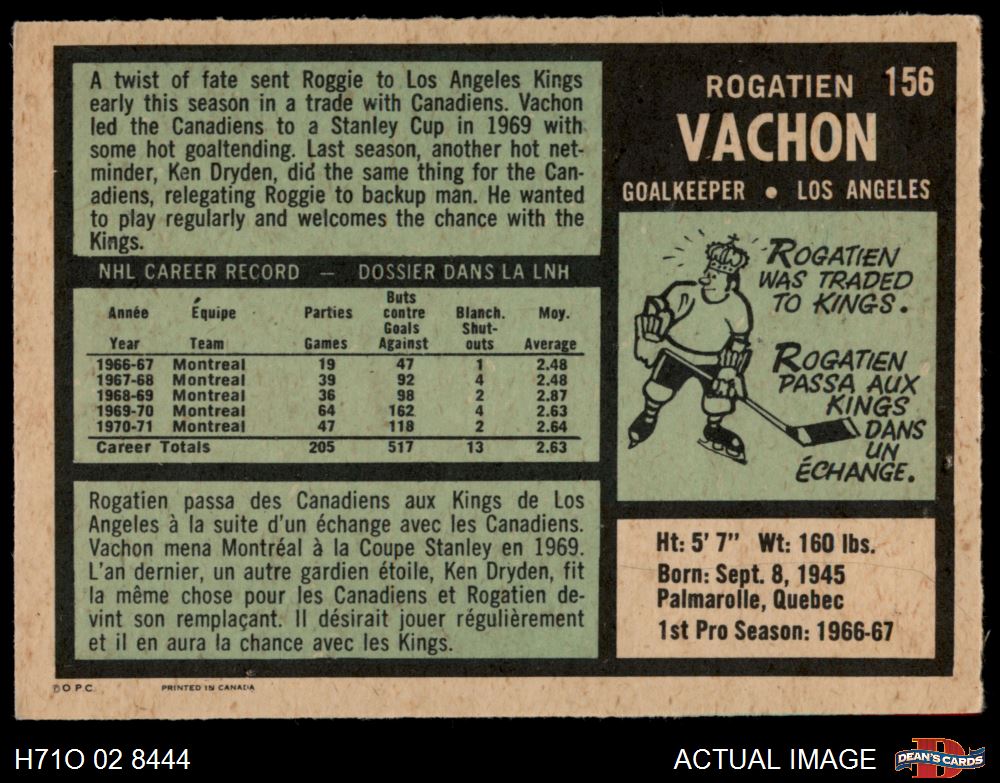 A twist of fate sent Roggie to Los Angeles Kings
early this season in a trade with Canadiens. Vachon
led the Canadiens to a Stanley Cup in 1969 with
some hot goaltending. Last season, another hot net-
minder, Ken Dryden, did the same thing for the Can-
adiens, relegating Roggie to backup man. He wanted
to play regularly and welcomes the chance with the
Kings.
NHL CAREER RECORD — DOSSIER DANS LA LNH
Année Équipe Parties Buts contre Blanch. Moy.
Year Team Games Goals Against Shut-outs Average
1966-67 Montreal 19 47 1 2.48
1967-68 Montreal 39 92 4 2.48
1968-69 Montreal 36 98 2 2.87
1969-70 Montreal 64 162 4 2.63
1970-71 Montreal 47 118 2 2.64
Career Totals 205 517 13 2.63
Rogatien passa des Canadiens aux Kings de Los
Angeles à la suite d'un échange avec les Canadiens.
Vachon mena Montréal à la Coupe Stanley en 1969.
L'an dernier, un autre gardien étoile, Ken Dryden, fit
la même chose pour les Canadiens et Rogatien de-
vint son remplaçant. Il désirait jouer régulièrement
et il en aura la chance avec les Kings.
ROGATIEN 156
VACHON
GOALKEEPER • LOS ANGELES
ROGATIEN
WAS TRADED
TO KINGS.
ROGATIEN
PASSA AUX
KINGS
DANS
UN
ÉCHANGE.
Ht: 5' 7" Wt: 160 lbs.
Born: Sept. 8, 1945
Palmarolle, Quebec
1st Pro Season: 1966-67
©O P C PRINTED IN CANADA
H71O 02 8444
ACTUAL IMAGE
D
DEAN'S CARDS